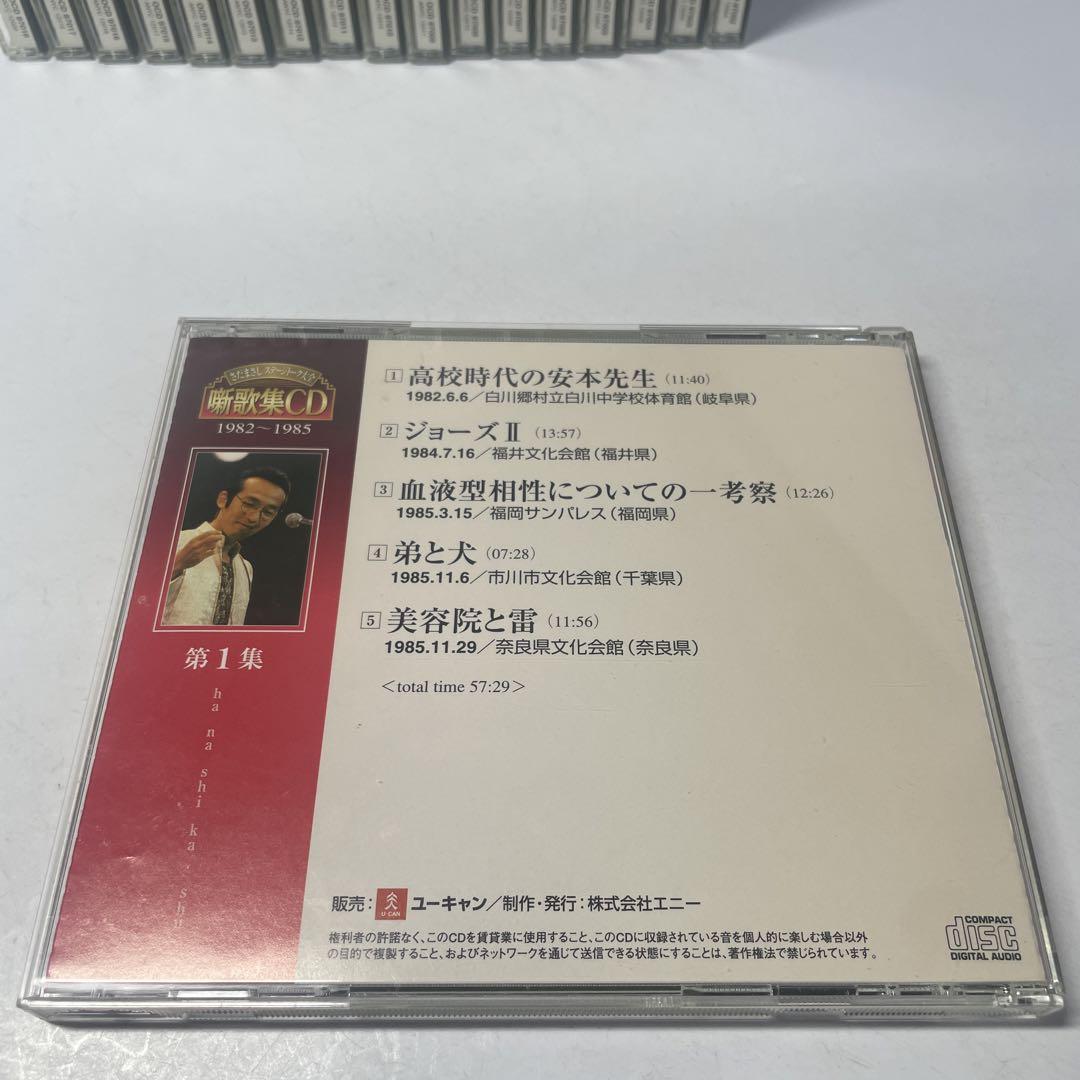 さだまさし ステージトーク大全
噺歌集CD
1982〜1985
第1集
ha na shi ka shu
1 高校時代の安本先生 (11:40)
1982.6.6／白川郷村立白川中学校体育館（岐阜県）
2 ジョーズⅡ (13:57)
1984.7.16／福井文化会館（福井県）
3 血液型相性についての一考察 (12:26)
1985.3.15／福岡サンパレス（福岡県）
4 弟と犬 (07:28)
1985.11.6／市川市文化会館（千葉県）
5 美容院と雷 (11:56)
1985.11.29／奈良県文化会館（奈良県）
＜total time 57:29＞
販売： U-CAN ユーキャン／制作・発行：株式会社エニー
権利者の許諾なく、このCDを賃貸業に使用すること、このCDに収録されている音を個人的に楽しむ場合以外
の目的で複製すること、およびネットワークを通じて送信できる状態にすることは、著作権法で禁じられています。
COMPACT
disc
DIGITAL AUDIO